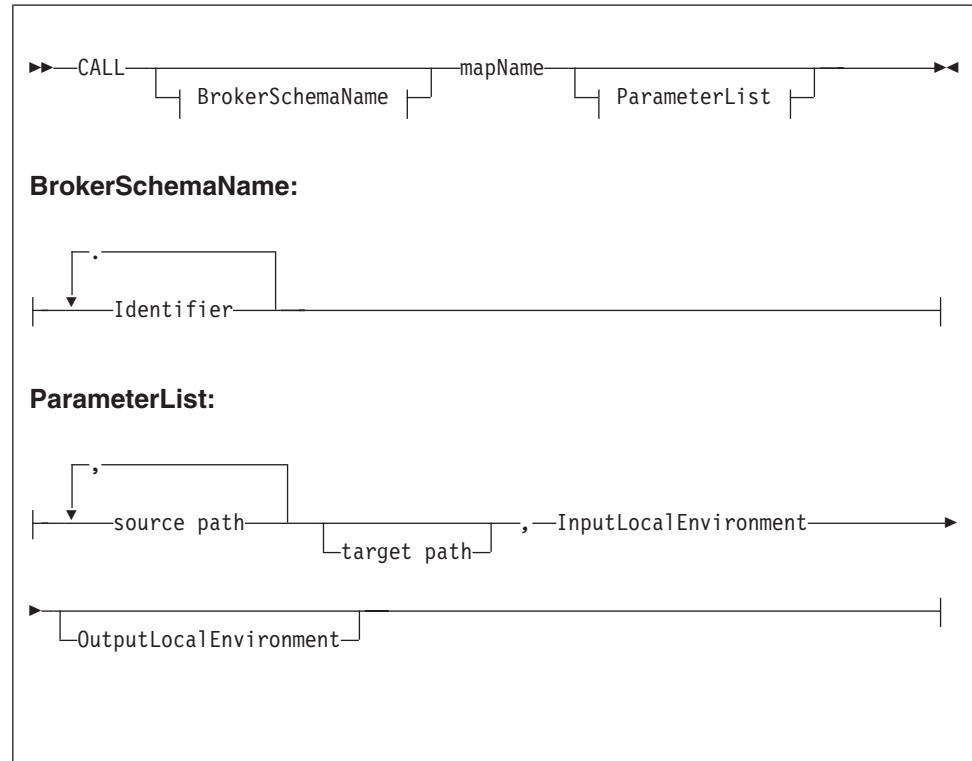 CALL mapName
BrokerSchemaName ParameterList
BrokerSchemaName:
.
Identifier
ParameterList:
,
source path , InputLocalEnvironment
target path
OutputLocalEnvironment